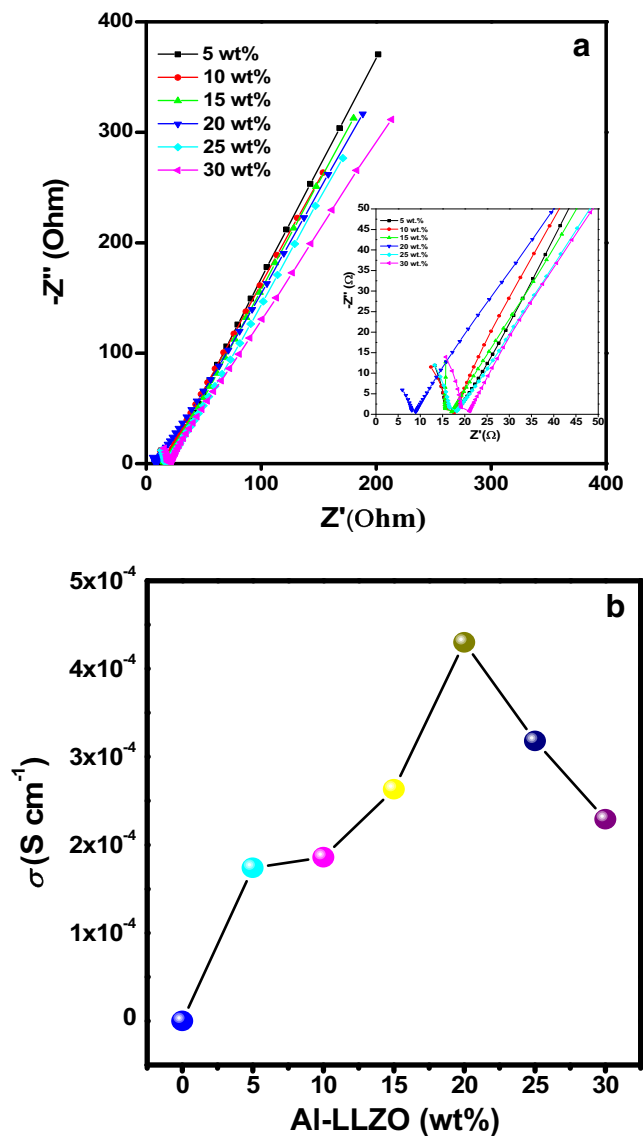 400
300
200
100
0
-Z'' (Ohm)
a
5 wt%
10 wt%
15 wt%
20 wt%
25 wt%
30 wt%
50
45
40
35
30
25
20
15
10
5
0
-Z'' (Ω)
5 wt.%
10 wt.%
15 wt.%
20 wt.%
25 wt.%
30 wt.%
0 5 10 15 20 25 30 35 40 45 50
Z'(Ω)
0 100 200 300 400
Z'(Ohm)
b
5x10⁻⁴
4x10⁻⁴
3x10⁻⁴
2x10⁻⁴
1x10⁻⁴
0
σ (S cm⁻¹)
0 5 10 15 20 25 30
Al-LLZO (wt%)